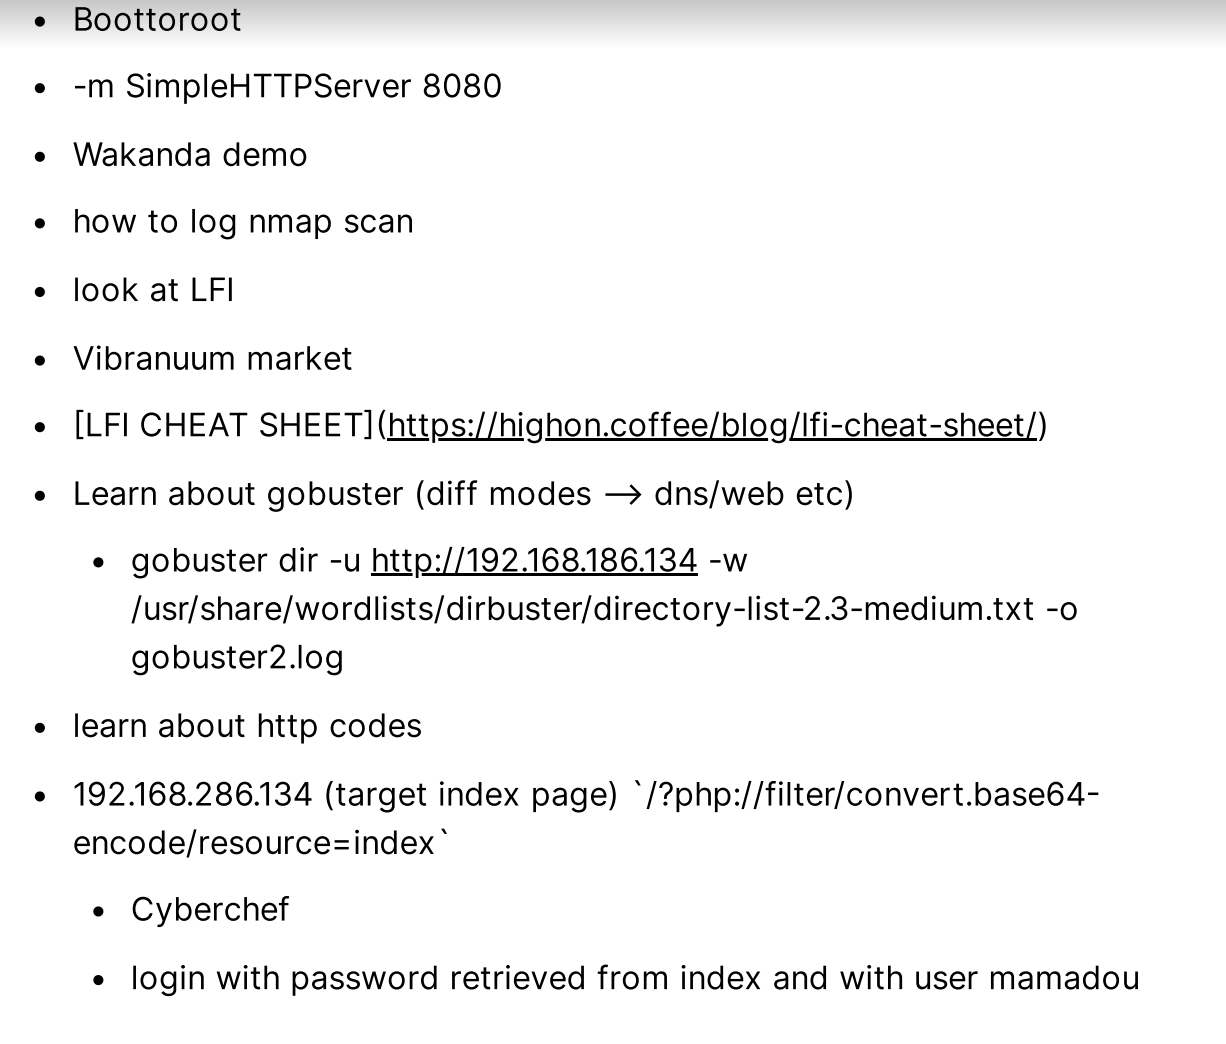 • Boottoroot
• -m SimpleHTTPServer 8080
• Wakanda demo
• how to log nmap scan
• look at LFI
• Vibranuum market
• [LFI CHEAT SHEET](https://highon.coffee/blog/lfi-cheat-sheet/)
• Learn about gobuster (diff modes → dns/web etc)
• gobuster dir -u http://192.168.186.134 -w
/usr/share/wordlists/dirbuster/directory-list-2.3-medium.txt -o
gobuster2.log
• learn about http codes
• 192.168.286.134 (target index page) `/?php://filter/convert.base64-
encode/resource=index`
• Cyberchef
• login with password retrieved from index and with user mamadou